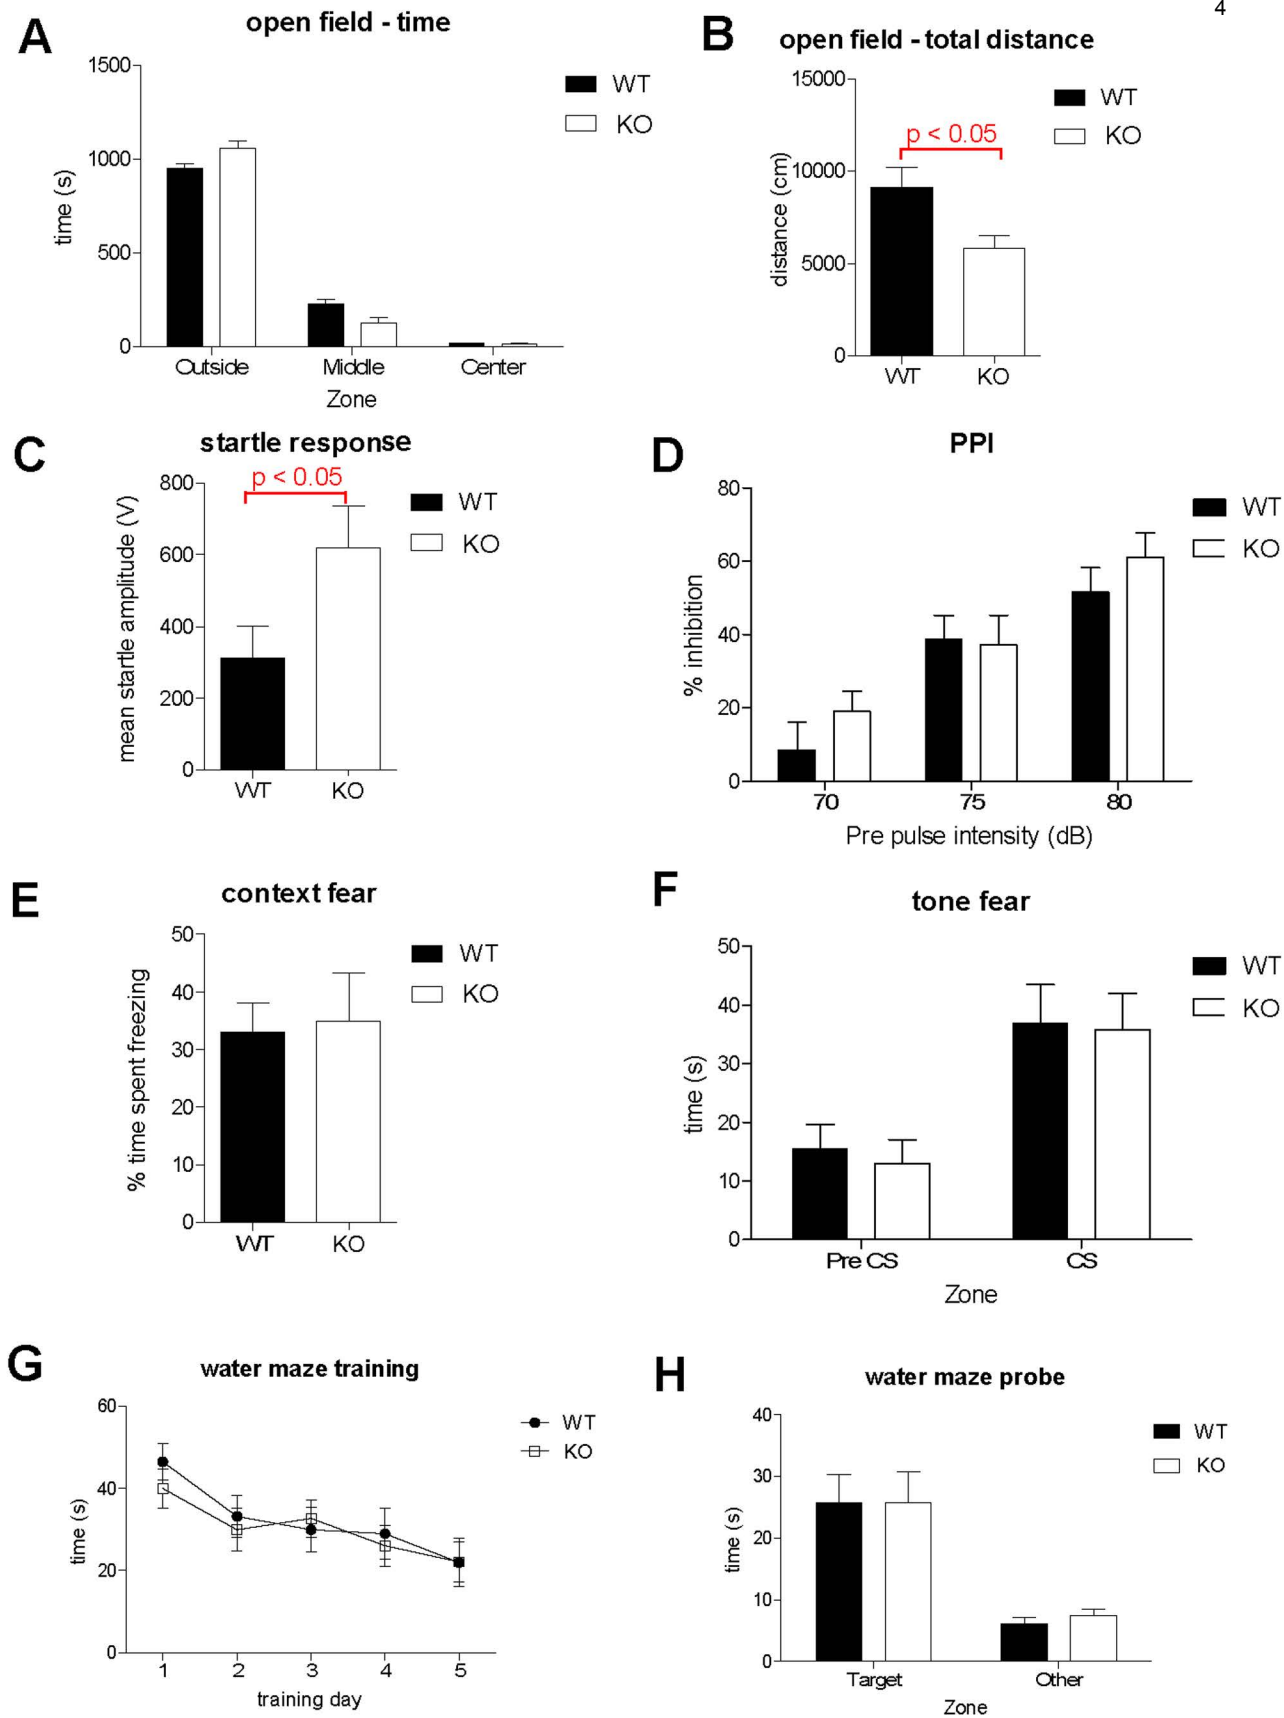 4
A
open field - time
1500
1000
500
0
time (s)
WT
KO
Outside
Middle
Center
Zone
B
open field - total distance
15000
10000
5000
0
distance (cm)
p < 0.05
WT
KO
WT
KO
C
startle response
800
600
400
200
0
mean startle amplitude (V)
p < 0.05
WT
KO
WT
KO
D
PPI
80
60
40
20
0
% inhibition
WT
KO
70
75
80
Pre pulse intensity (dB)
E
context fear
50
40
30
20
10
0
% time spent freezing
WT
KO
WT
KO
F
tone fear
50
40
30
20
10
0
time (s)
WT
KO
Pre CS
CS
Zone
G
water maze training
60
40
20
0
time (s)
WT
KO
1
2
3
4
5
training day
H
water maze probe
40
30
20
10
0
time (s)
WT
KO
Target
Other
Zone